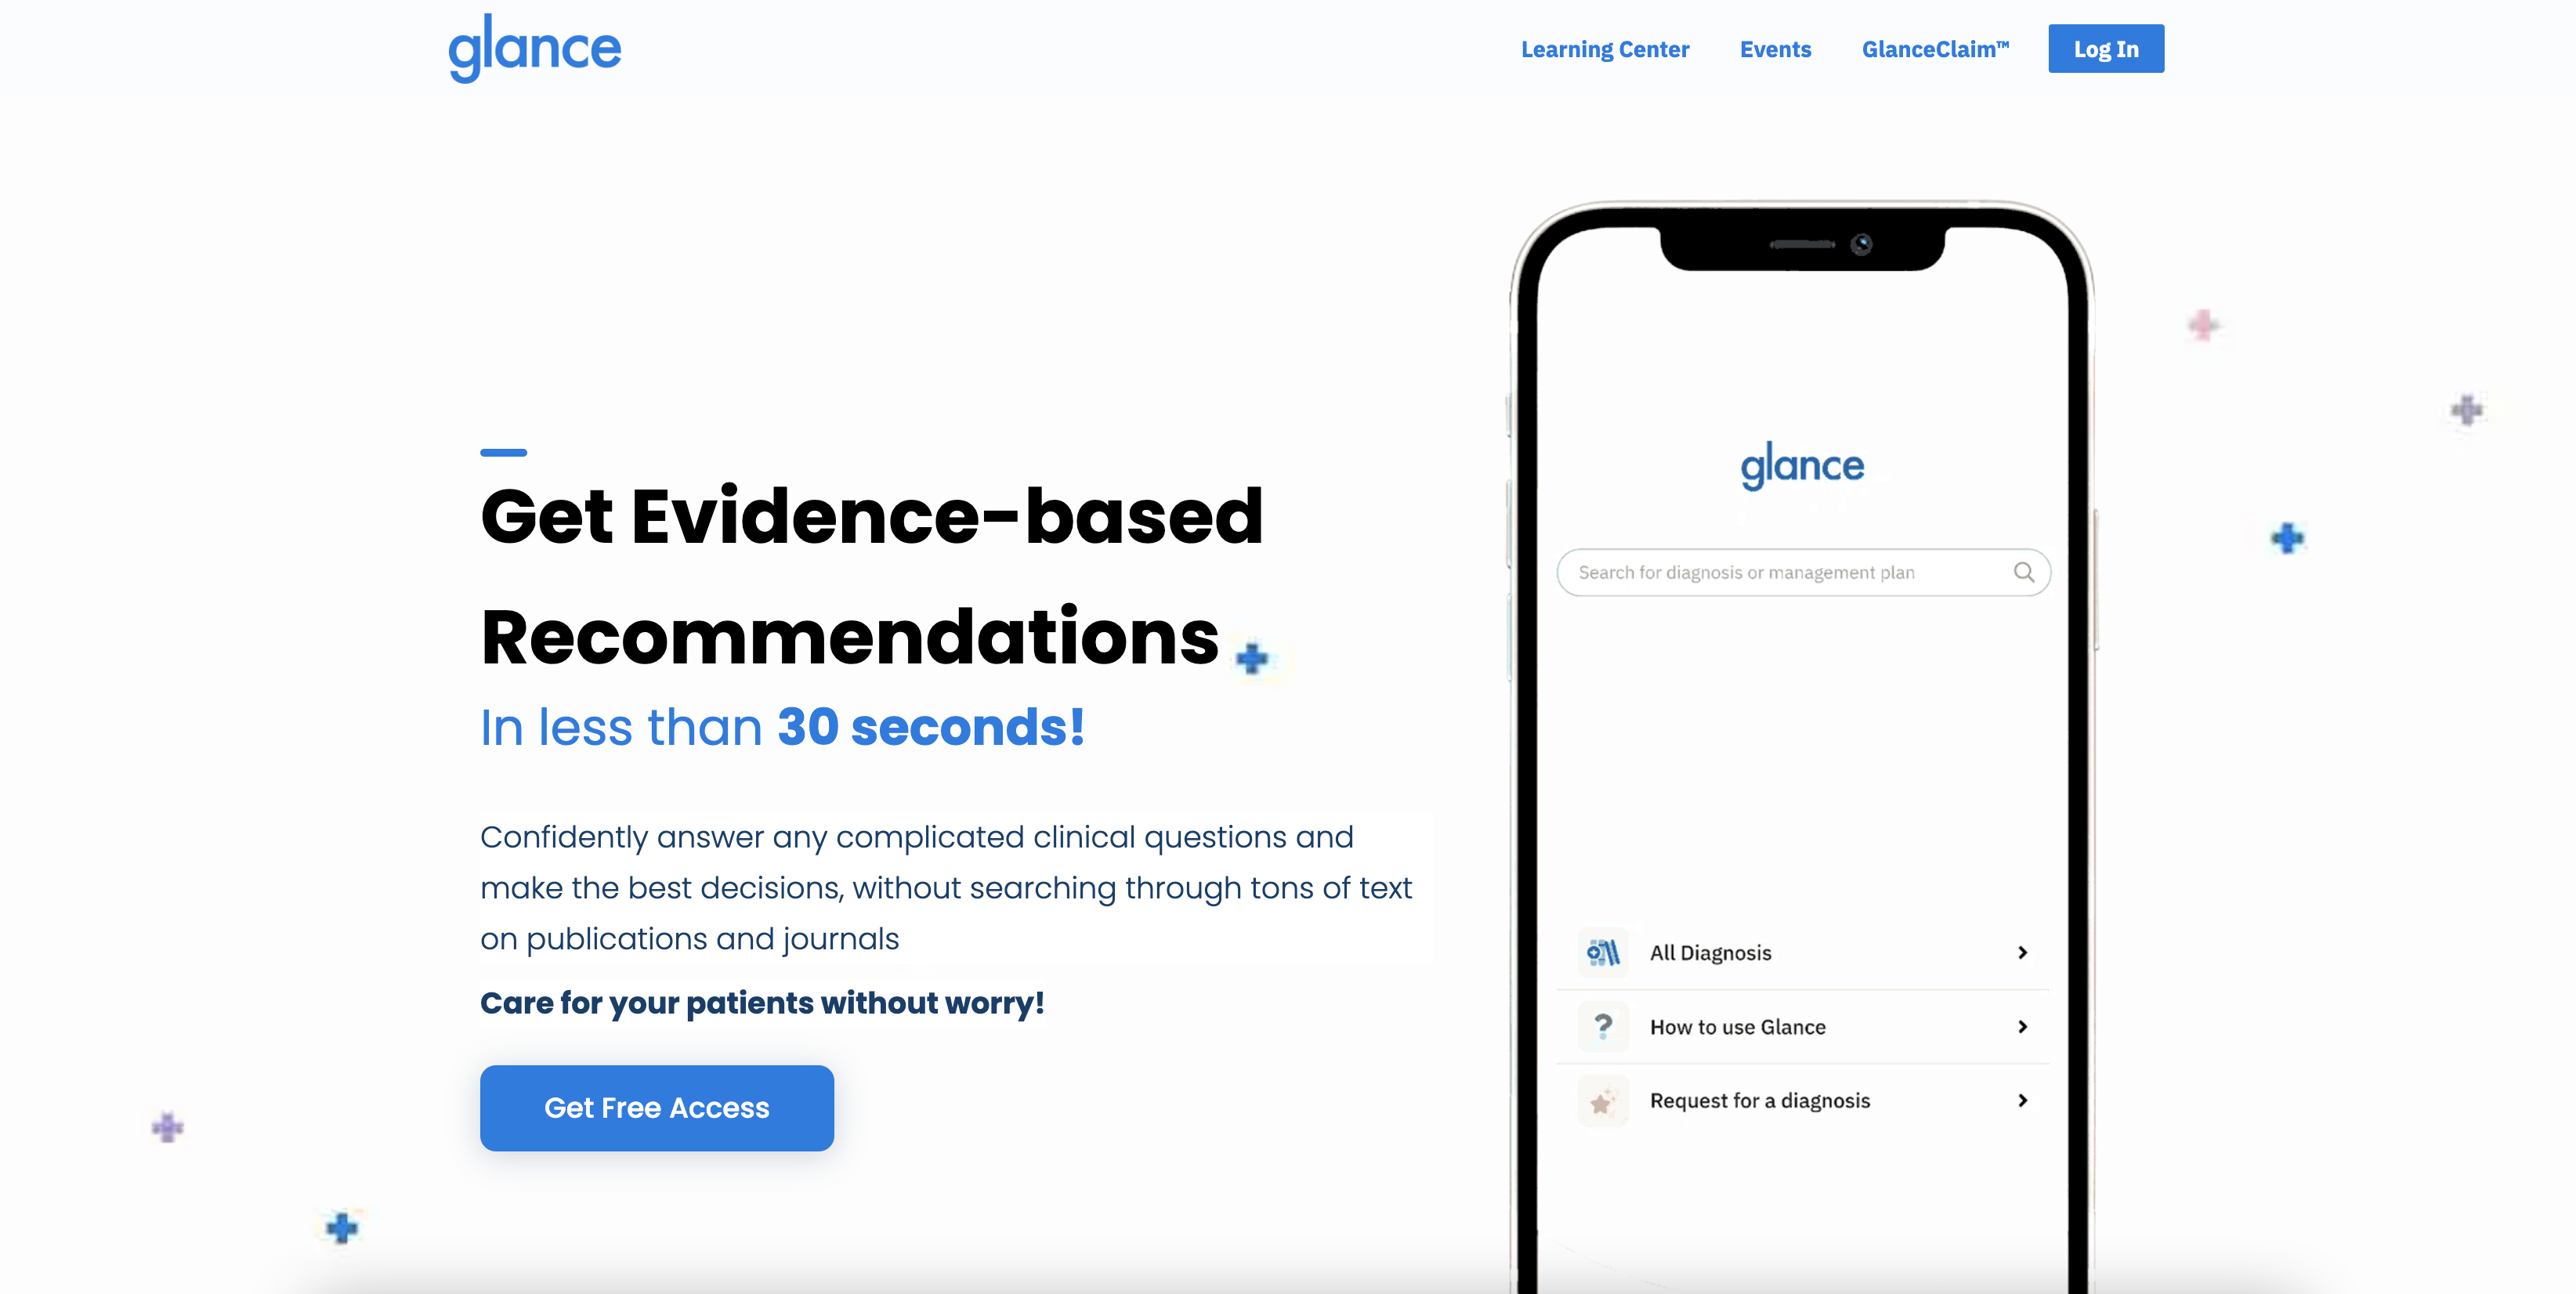 glance
Learning Center
Events
GlanceClaim™
Log In
Get Evidence-based
Recommendations
In less than 30 seconds!
Confidently answer any complicated clinical questions and
make the best decisions, without searching through tons of text
on publications and journals
Care for your patients without worry!
Get Free Access
glance
Search for diagnosis or management plan
All Diagnosis
How to use Glance
Request for a diagnosis